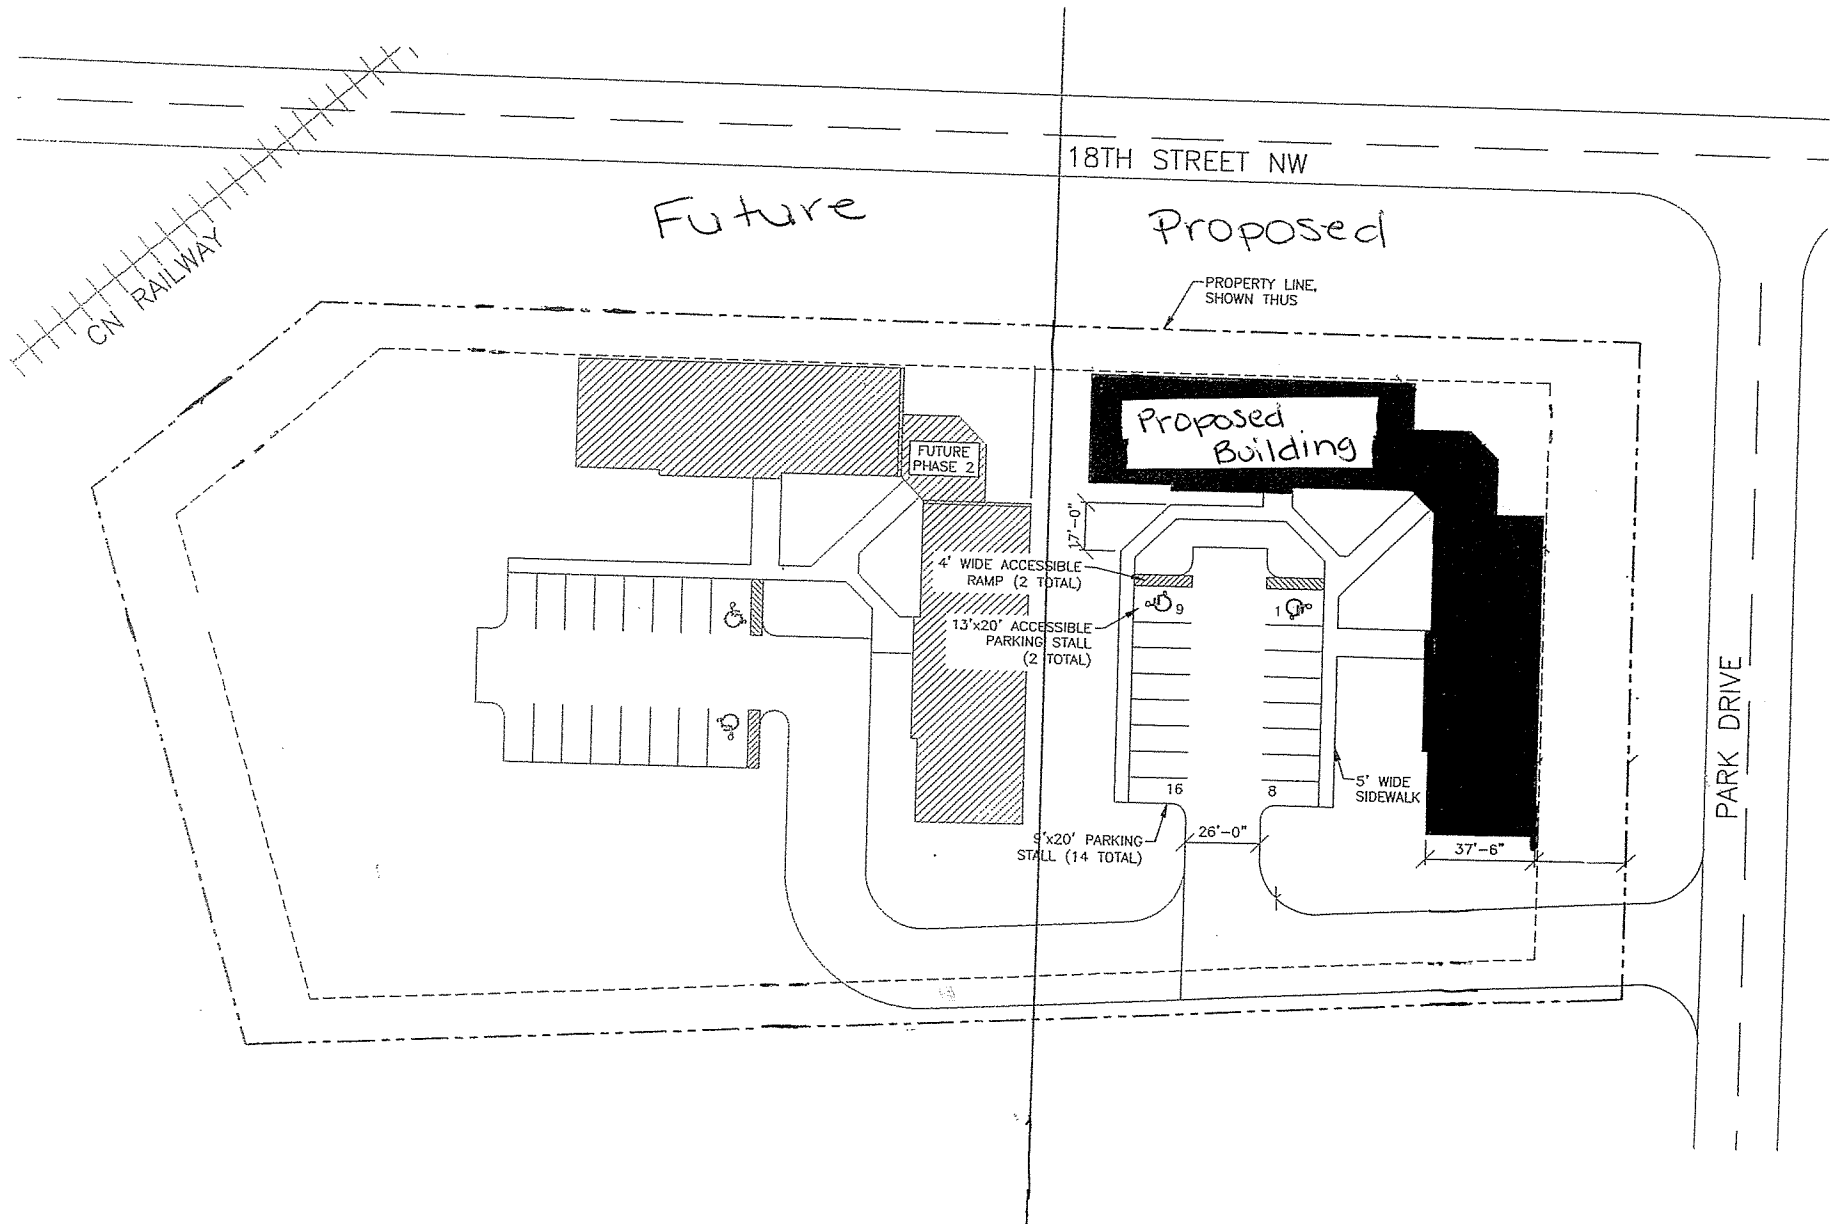 18TH STREET NW
Future
Proposed
CN RAILWAY
PROPERTY LINE,
SHOWN THUS
Proposed
Building
FUTURE
PHASE 2
17'-0"
4' WIDE ACCESSIBLE
RAMP (2 TOTAL)
9
1
13'x20' ACCESSIBLE
PARKING STALL
(2 TOTAL)
PARK DRIVE
16
8
5' WIDE
SIDEWALK
9'x20' PARKING
STALL (14 TOTAL)
26'-0"
37'-6"